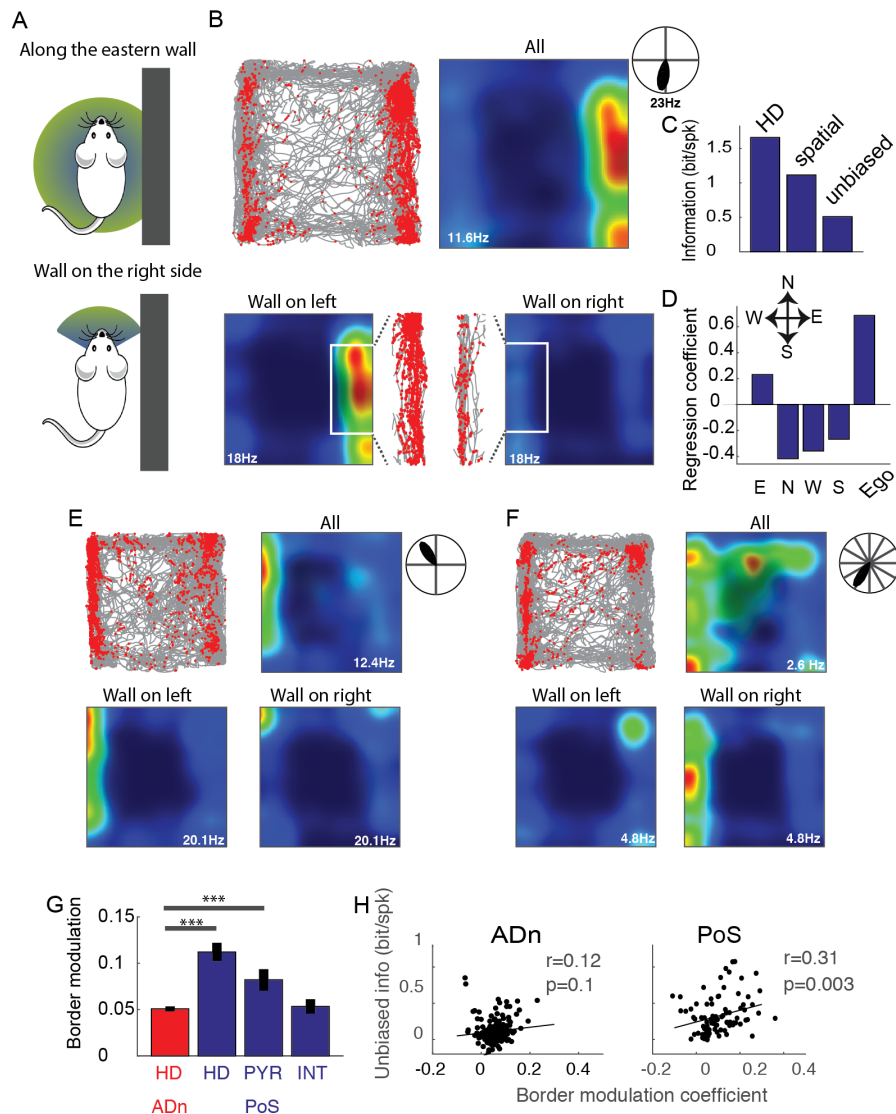 A
Along the eastern wall
Wall on the right side
B
All
23Hz
11.6Hz
Wall on left
Wall on right
18Hz
18Hz
C
HD
spatial
unbiased
Information (bit/spk)
1.5
1
0.5
0
D
N
W E
S
Regression coefficient
0.6
0.4
0.2
0
-0.2
-0.4
E N W S Ego
E
All
12.4Hz
Wall on left
Wall on right
20.1Hz
20.1Hz
F
All
2.6 Hz
Wall on left
Wall on right
4.8Hz
4.8Hz
G
***
***
Border modulation
0.15
0.1
0.05
0
HD HD PYR INT
ADn PoS
H
Unbiased info (bit/spk)
1
0.5
0
ADn
r=0.12
p=0.1
-0.2 0 0.2 0.4
PoS
r=0.31
p=0.003
-0.2 0 0.2 0.4
Border modulation coefficient